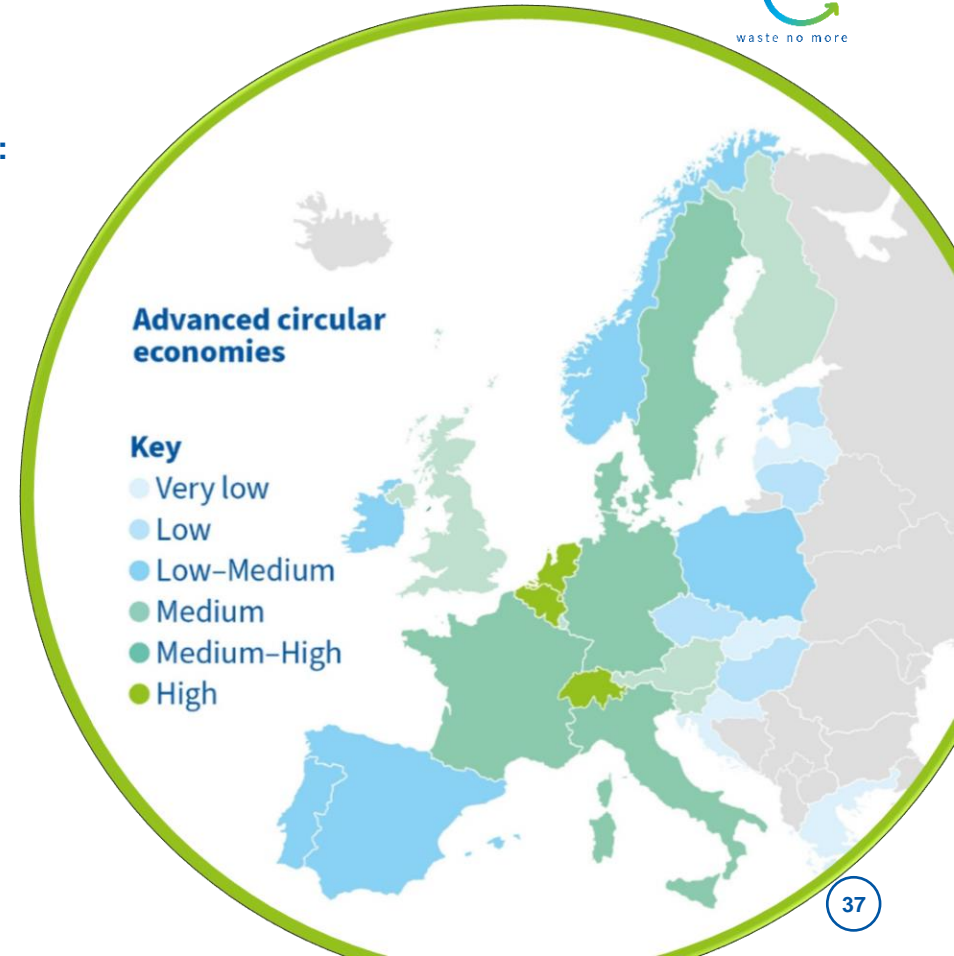 waste no more
:
Advanced circular
economies
Key
Very low
Low
Low–Medium
Medium
Medium–High
High
37